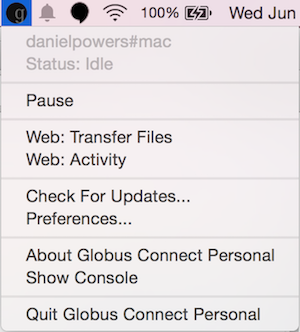 g 100% Wed Jun
danielpowers#mac
Status: Idle
Pause
Web: Transfer Files
Web: Activity
Check For Updates...
Preferences...
About Globus Connect Personal
Show Console
Quit Globus Connect Personal